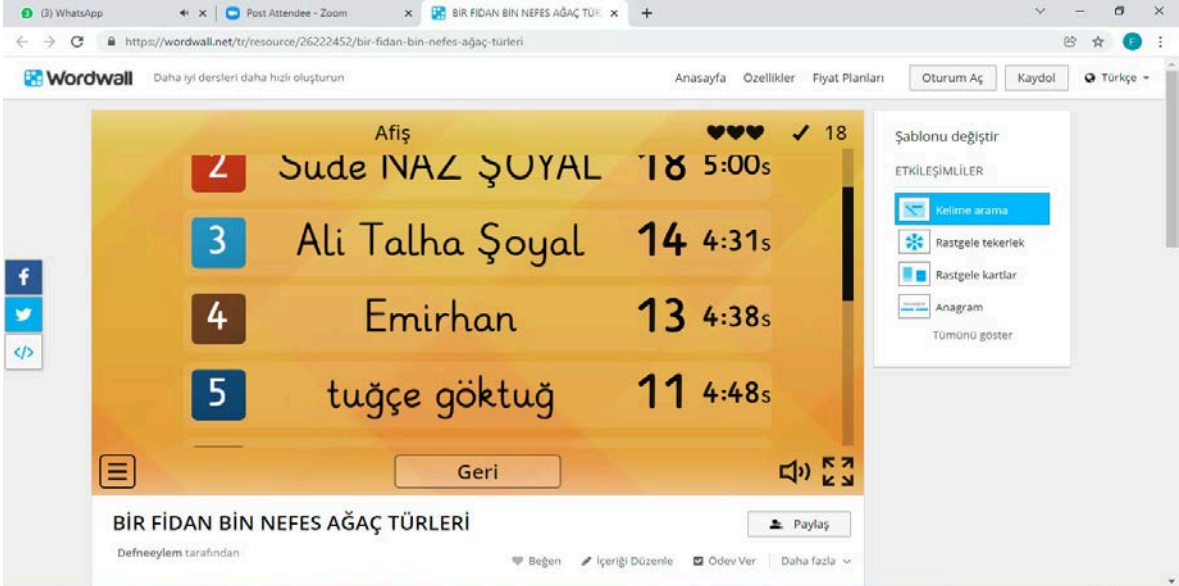 (3) WhatsApp
Post Attendee - Zoom
BİR FİDAN BİN NEFES AĞAÇ TÜR
https://wordwall.net/tr/resource/26222452/bir-fidan-bin-nefes-ağaç-türleri
F
Wordwall
Daha iyi dersleri daha hızlı oluşturun
Anasayfa Özellikler Fiyat Planları Oturum Aç Kaydol Türkçe
Afiş 18
2 Sude NAZ ŞOYAL 18 5:00s
3 Ali Talha Şoyal 14 4:31s
4 Emirhan 13 4:38s
5 tuğçe göktuğ 11 4:48s
Geri
Şablonu değiştir
ETKİLEŞİMLİLER
Kelime arama
Rastgele tekerlek
Rastgele kartlar
Anagram
Tümünü göster
BİR FİDAN BİN NEFES AĞAÇ TÜRLERİ
Paylaş
Defneeylem tarafından
Beğen İçeriği Düzenle Ödev Ver Daha fazla